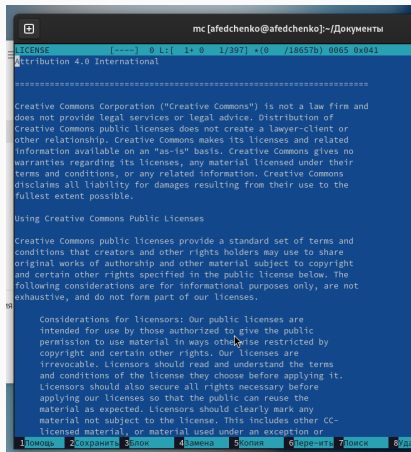 mc [afedchenko@afedchenko]:~/Документы
LICENSE [----] 0 L:[ 1+ 0 1/397] *(0 /18657b) 0065 0x041
Attribution 4.0 International
=======================================================================
Creative Commons Corporation ("Creative Commons") is not a law firm and
does not provide legal services or legal advice. Distribution of
Creative Commons public licenses does not create a lawyer-client or
other relationship. Creative Commons makes its licenses and related
information available on an "as-is" basis. Creative Commons gives no
warranties regarding its licenses, any material licensed under their
terms and conditions, or any related information. Creative Commons
disclaims all liability for damages resulting from their use to the
fullest extent possible.
Using Creative Commons Public Licenses
Creative Commons public licenses provide a standard set of terms and
conditions that creators and other rights holders may use to share
original works of authorship and other material subject to copyright
and certain other rights specified in the public license below. The
following considerations are for informational purposes only, are not
exhaustive, and do not form part of our licenses.
Considerations for licensors: Our public licenses are
intended for use by those authorized to give the public
permission to use material in ways otherwise restricted by
copyright and certain other rights. Our licenses are
irrevocable. Licensors should read and understand the terms
and conditions of the license they choose before applying it.
Licensors should also secure all rights necessary before
applying our licenses so that the public can reuse the
material as expected. Licensors should clearly mark any
material not subject to the license. This includes other CC-
licensed material, or material used under an exception or
1Помощь 2Сохранить 3Блок 4Замена 5Копия 6Пере-ить 7Поиск 8Уда